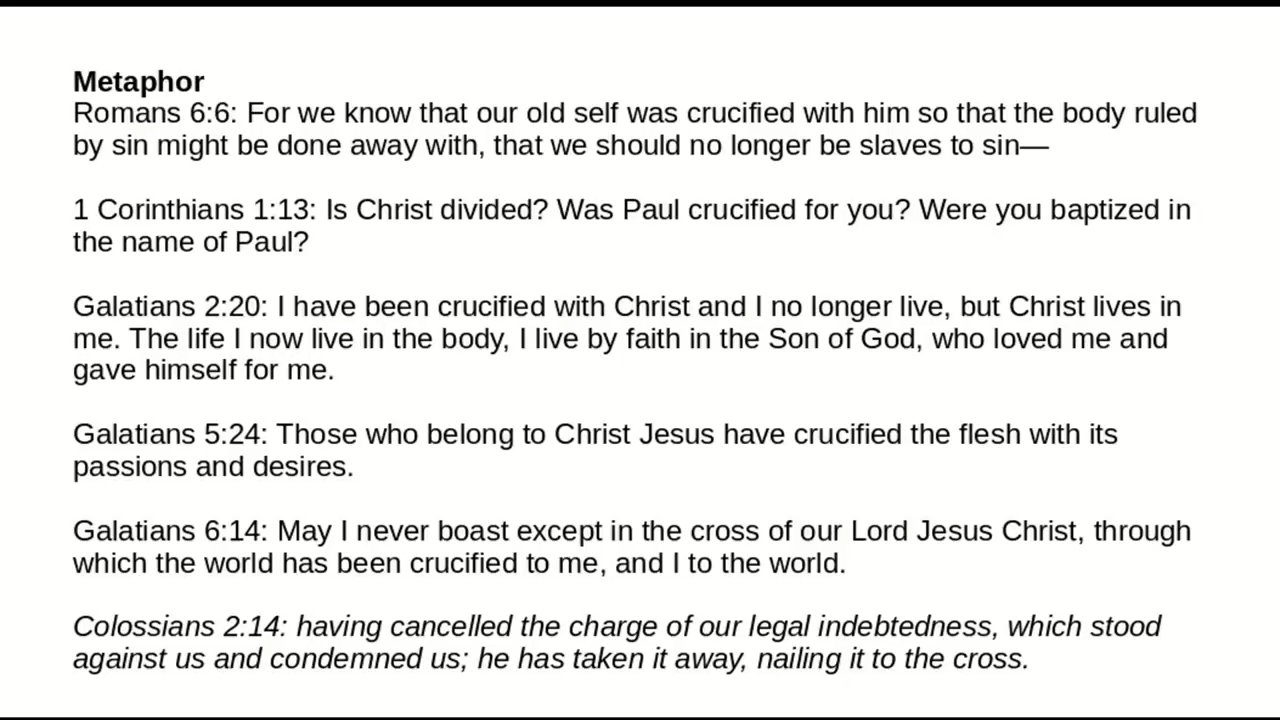 Metaphor
Romans 6:6: For we know that our old self was crucified with him so that the body ruled
by sin might be done away with, that we should no longer be slaves to sin—
1 Corinthians 1:13: Is Christ divided? Was Paul crucified for you? Were you baptized in
the name of Paul?
Galatians 2:20: I have been crucified with Christ and I no longer live, but Christ lives in
me. The life I now live in the body, I live by faith in the Son of God, who loved me and
gave himself for me.
Galatians 5:24: Those who belong to Christ Jesus have crucified the flesh with its
passions and desires.
Galatians 6:14: May I never boast except in the cross of our Lord Jesus Christ, through
which the world has been crucified to me, and I to the world.
Colossians 2:14: having cancelled the charge of our legal indebtedness, which stood
against us and condemned us; he has taken it away, nailing it to the cross.